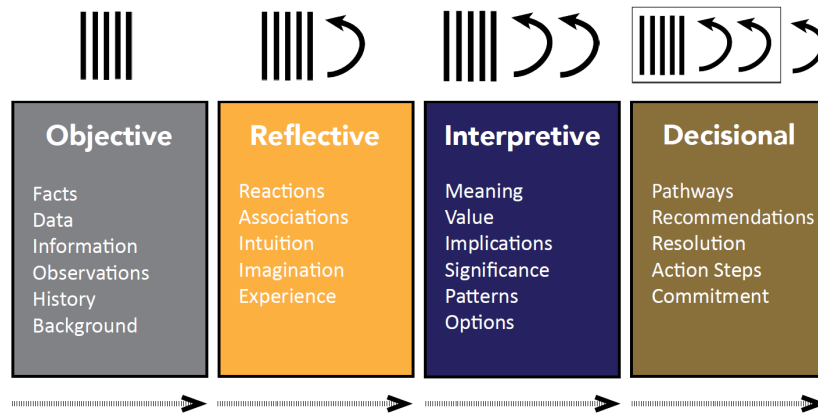 Objective
Facts
Data
Information
Observations
History
Background
Reflective
Reactions
Associations
Intuition
Imagination
Experience
Interpretive
Meaning
Value
Implications
Significance
Patterns
Options
Decisional
Pathways
Recommendations
Resolution
Action Steps
Commitment